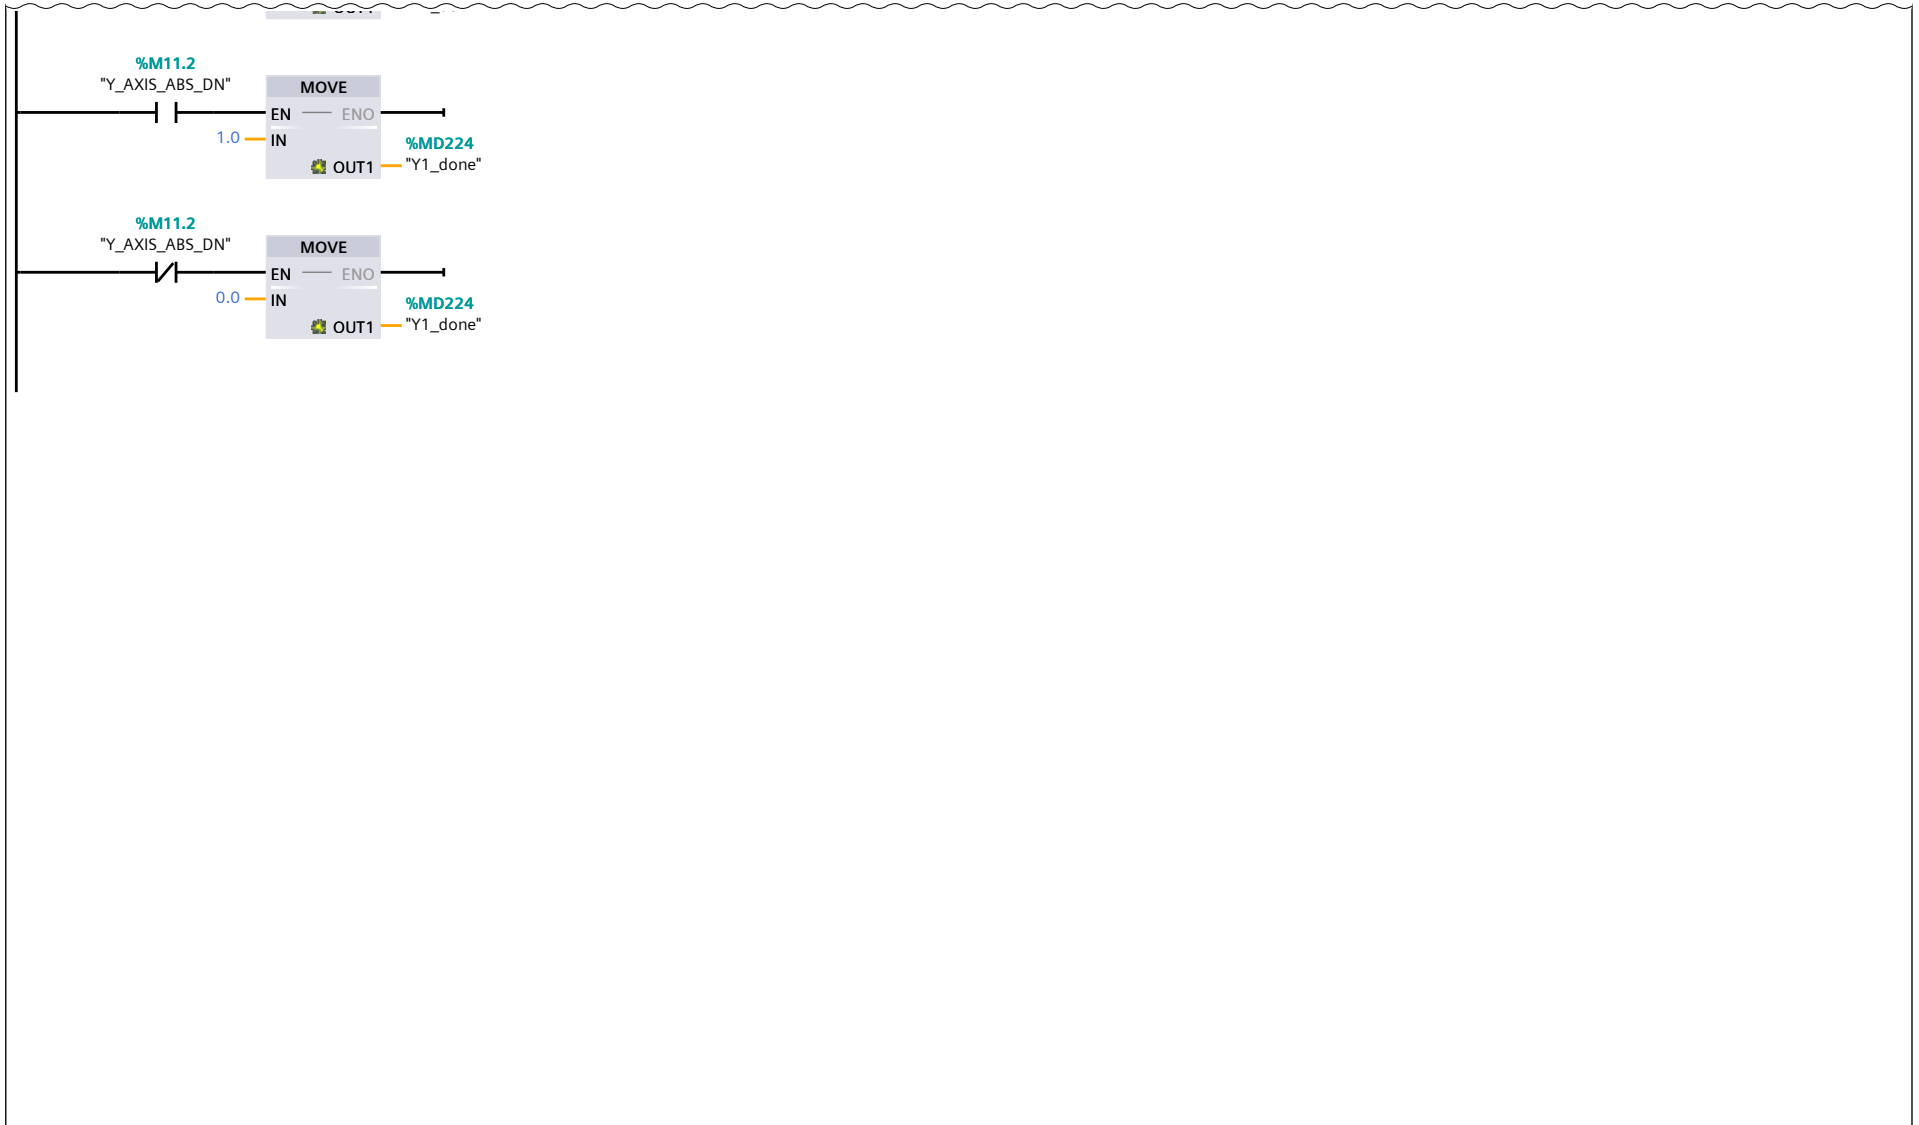 %M11.2
"Y_AXIS_ABS_DN"
MOVE
EN ENO
1.0 IN
%MD224
OUT1 "Y1_done"
%M11.2
"Y_AXIS_ABS_DN"
MOVE
EN ENO
0.0 IN
%MD224
OUT1 "Y1_done"